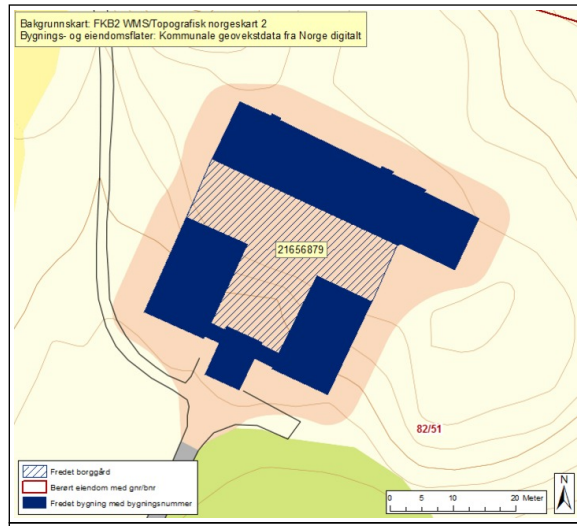 Bakgrunnskart: FKB2 WMS/Topografisk norgeskart 2
Bygnings- og eiendomsflater: Kommunale geovekstdata fra Norge digitalt
21656879
82/51
Fredet borggård
Berørt eiendom med gnr/bnr
Fredet bygning med bygningsnummer
0 5 10 20 Meter
N